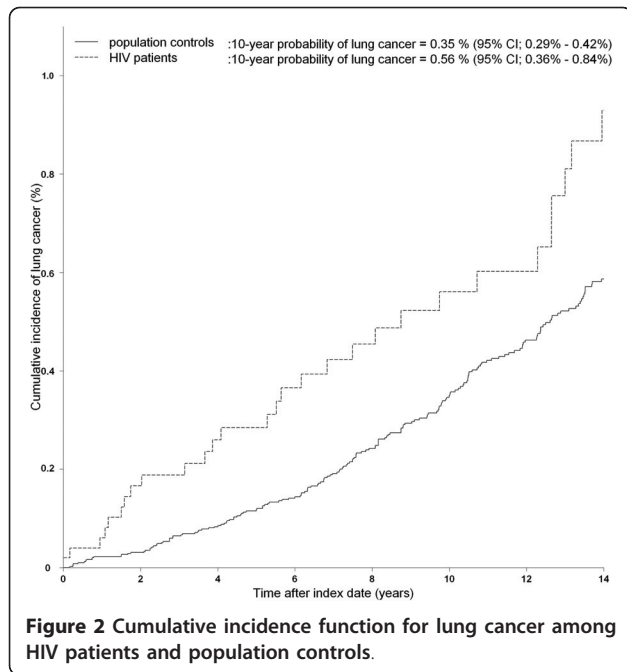 population controls :10-year probability of lung cancer = 0.35 % (95% CI; 0.29% - 0.42%)
HIV patients :10-year probability of lung cancer = 0.56 % (95% CI; 0.36% - 0.84%)
Cumulative incidence of lung cancer (%)
1.0
0.8
0.6
0.4
0.2
0
0 2 4 6 8 10 12 14
Time after index date (years)
Figure 2 Cumulative incidence function for lung cancer among
HIV patients and population controls.